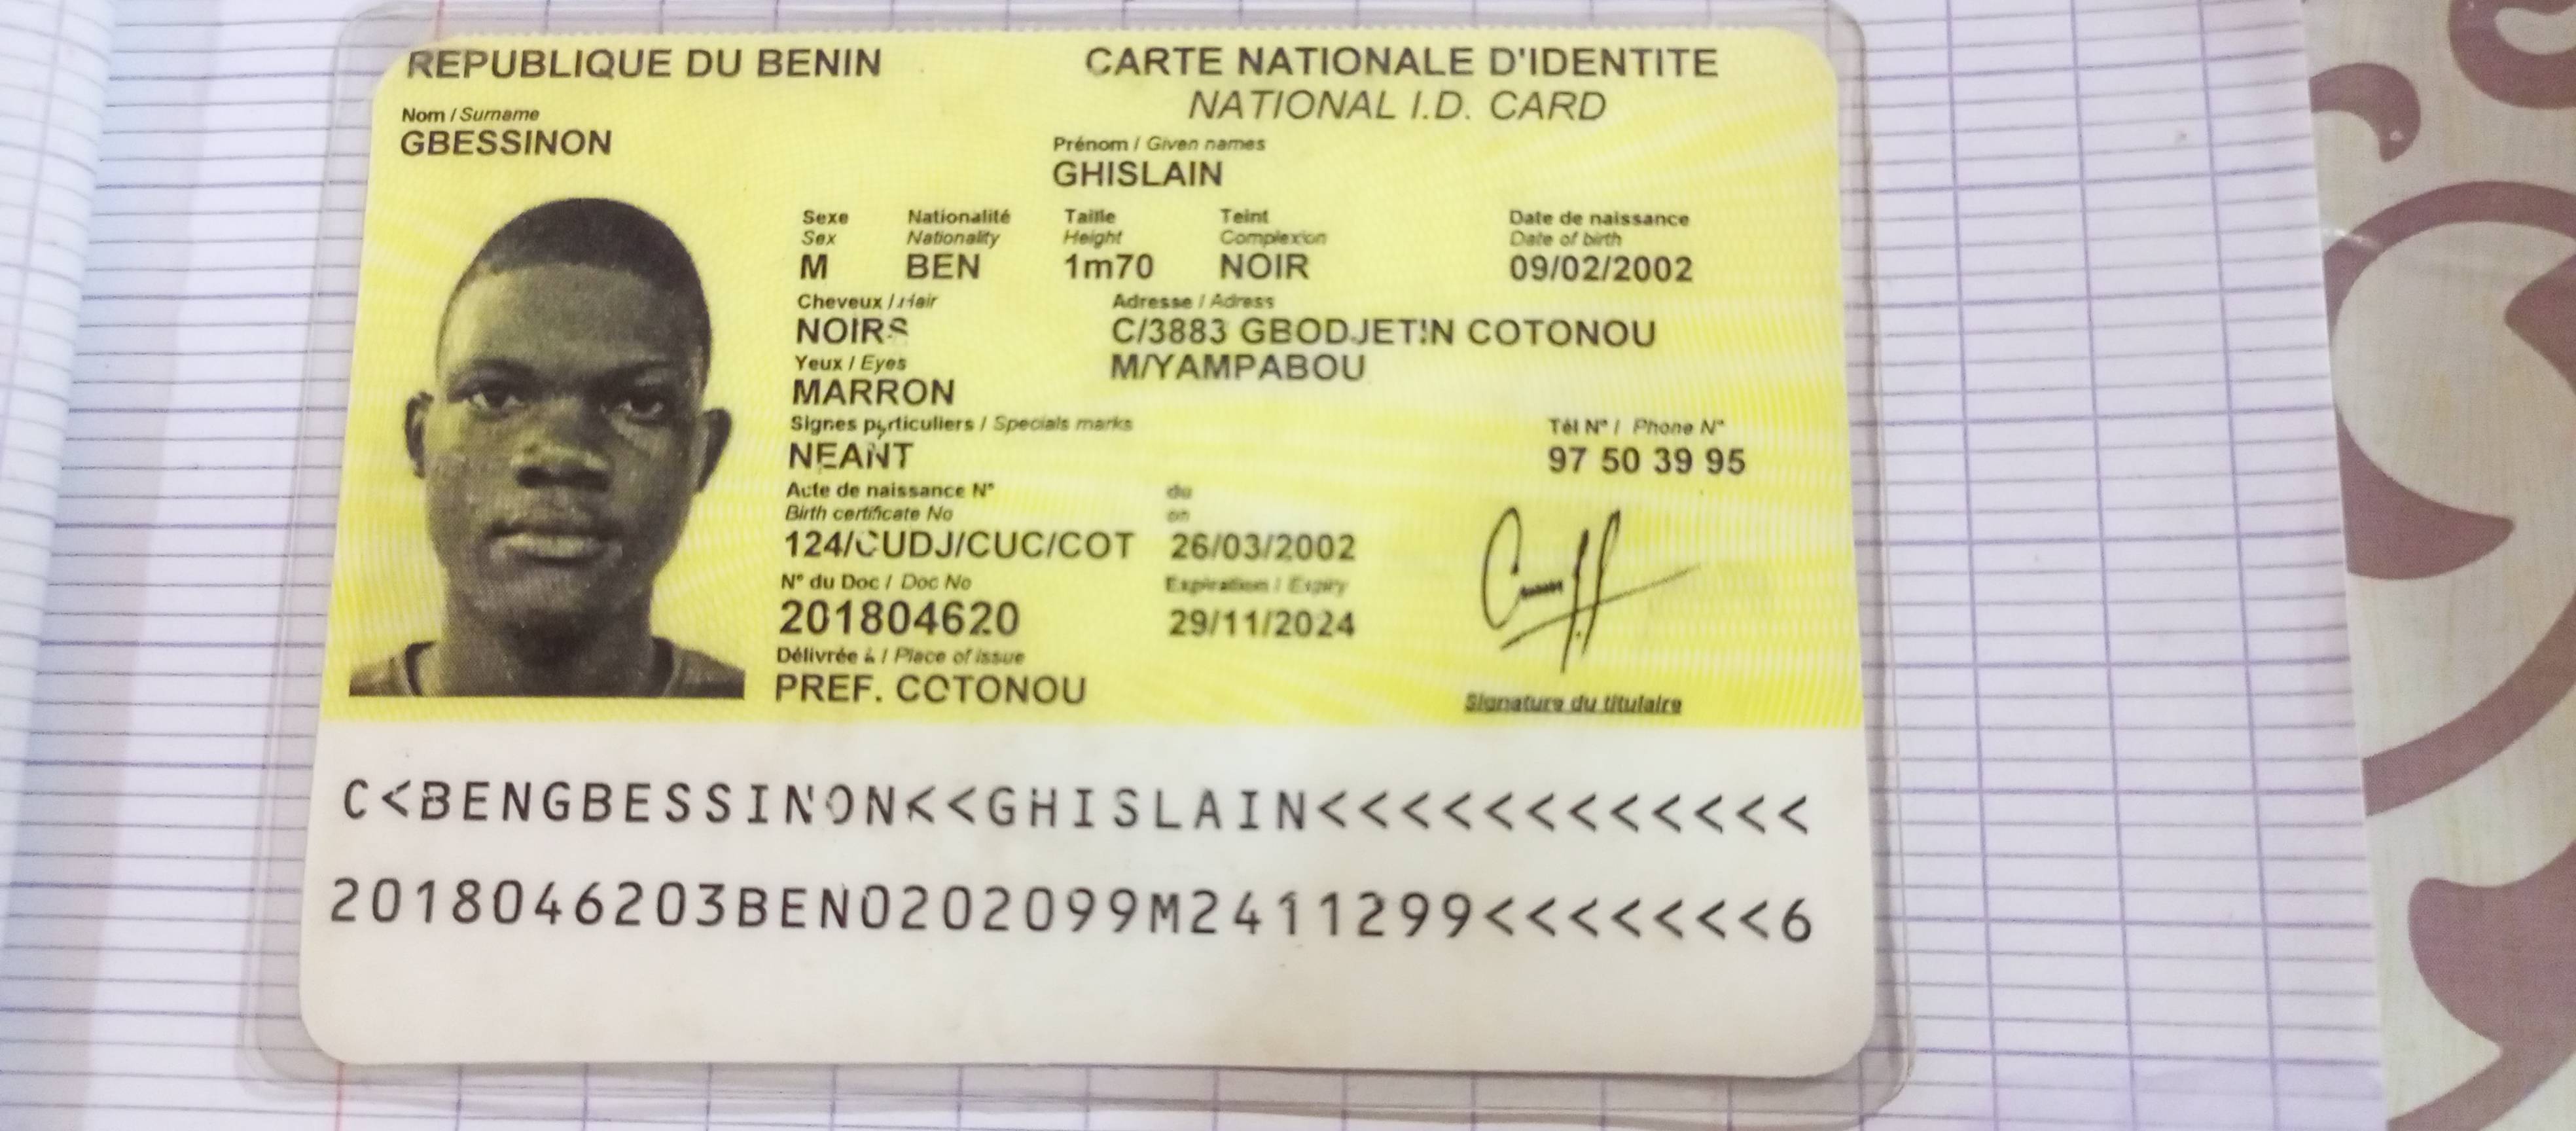 REPUBLIQUE DU BENIN
CARTE NATIONALE D'IDENTITE
NATIONAL I.D. CARD
Nom / Surname
GBESSINON
Prénom / Given names
GHISLAIN
Sexe Nationalité Taille Teint Date de naissance
Sex Nationality Height Complexion Date of birth
M BEN 1m70 NOIR 09/02/2002
Cheveux / Hair Adresse / Adress
NOIRS C/3883 GBODJETIN COTONOU
Yeux / Eyes M/YAMPABOU
MARRON
Signes particuliers / Specials marks Tél N° / Phone N°
NEANT 97 50 39 95
Acte de naissance N° du
Birth certificate No on
124/CUDJ/CUC/COT 26/03/2002
N° du Doc / Doc No Expiration / Expiry
201804620 29/11/2024
Délivrée à / Place of issue
PREF. COTONOU Signature du titulaire
C<BENGBESSINON<<GHISLAIN<<<<<<<<<<<<
2018046203BEN0202099M2411299<<<<<<<6